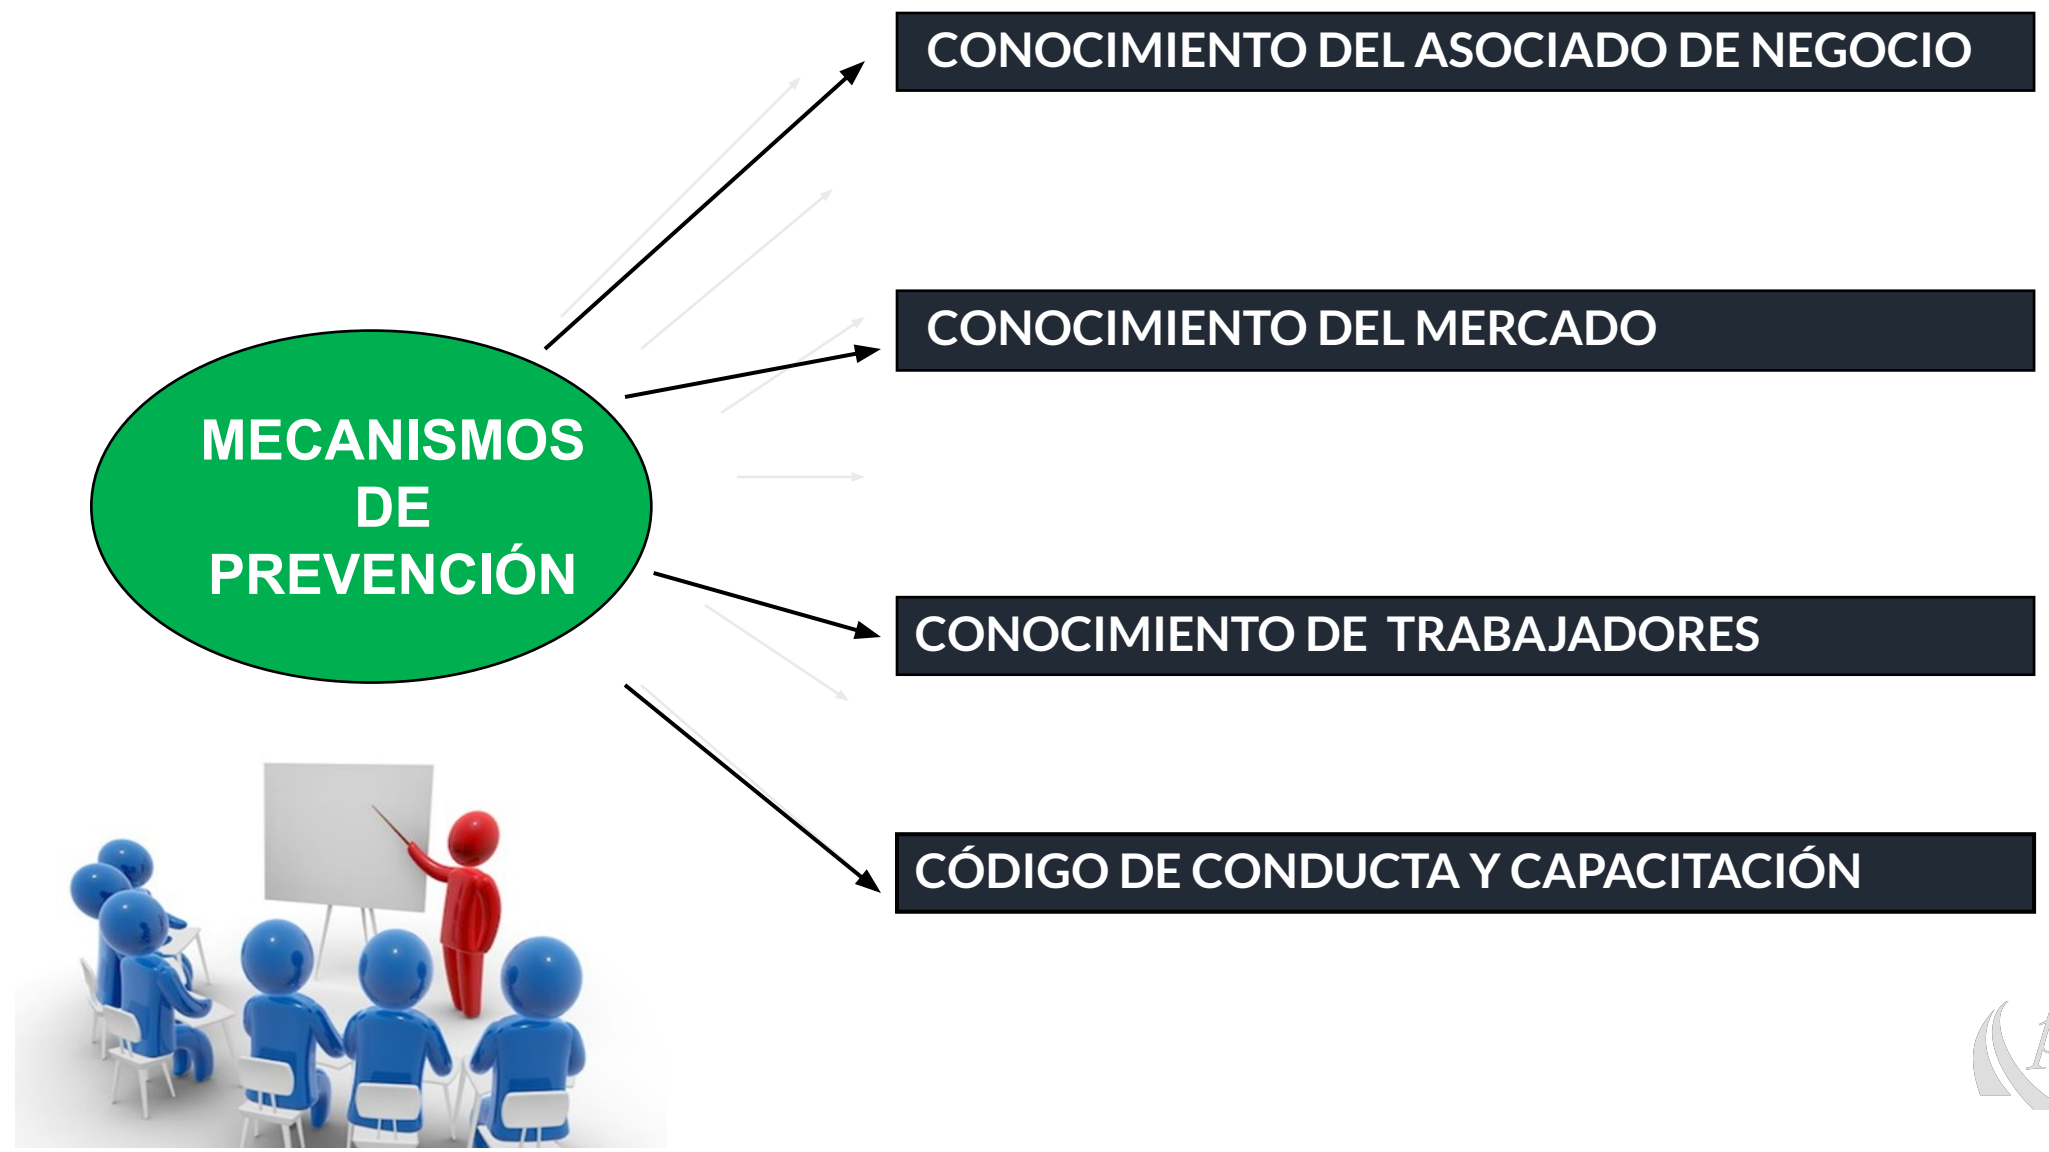 CONOCIMIENTO DEL ASOCIADO DE NEGOCIO
CONOCIMIENTO DEL MERCADO
MECANISMOS
DE
PREVENCIÓN
CONOCIMIENTO DE TRABAJADORES
CÓDIGO DE CONDUCTA Y CAPACITACIÓN